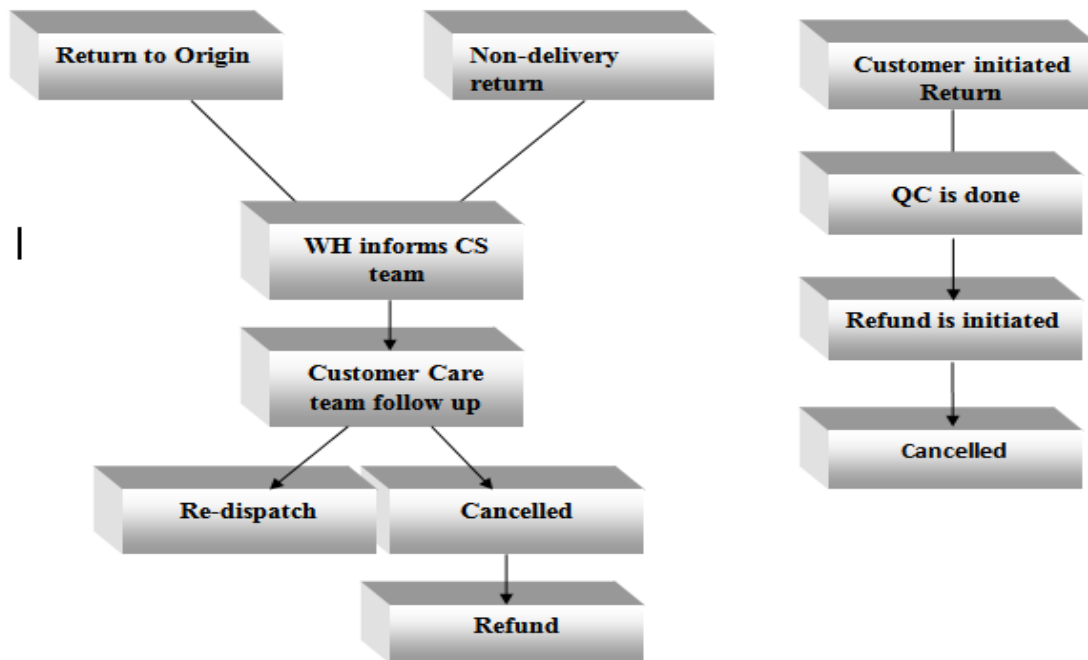 Return to Origin
Non-delivery
return
WH informs CS
team
Customer Care
team follow up
Re-dispatch
Cancelled
Refund
Customer initiated
Return
QC is done
Refund is initiated
Cancelled